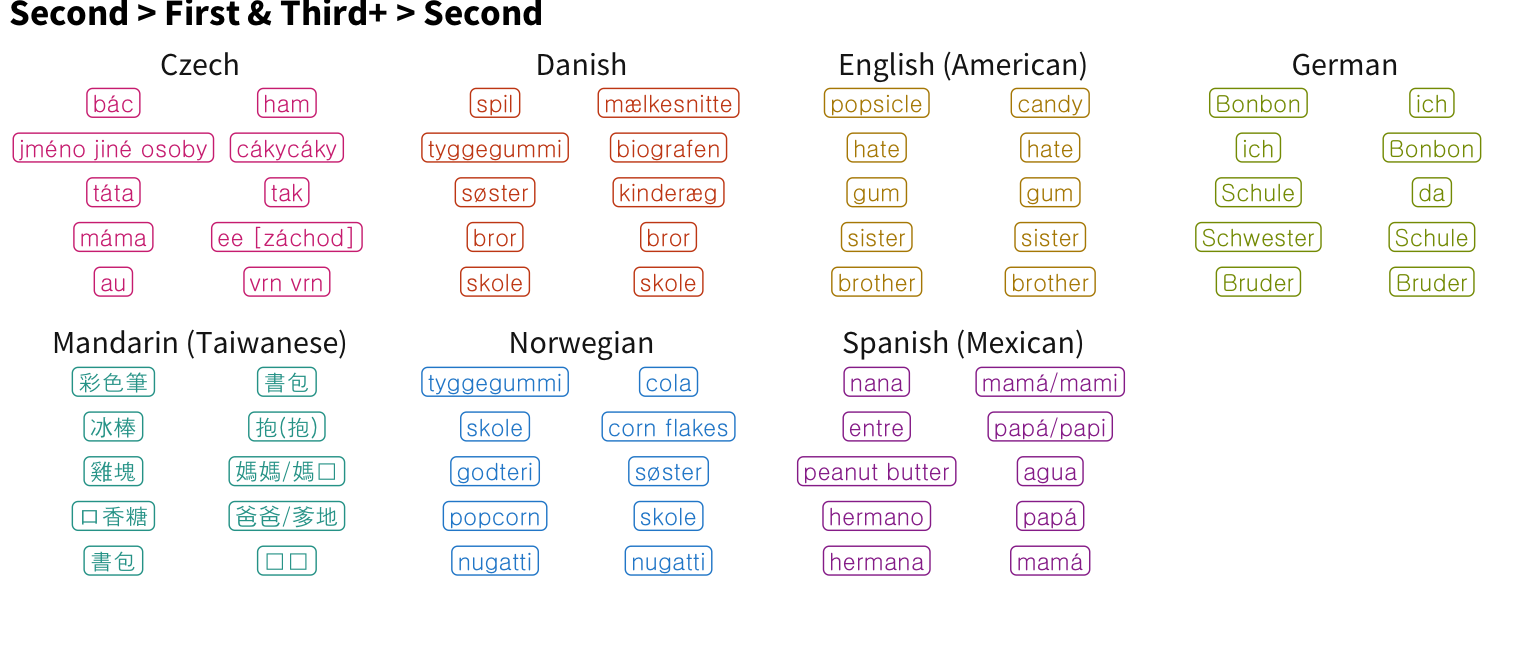 Second > First & Third+ > Second
Czech Danish English (American) German
bác ham spil mælkesnitte popsicle candy Bonbon ich
jméno jiné osoby cákycáky tyggegummi biografen hate hate ich Bonbon
táta tak søster kinderæg gum gum Schule da
máma ee [záchod] bror bror sister sister Schwester Schule
au vrn vrn skole skole brother brother Bruder Bruder
Mandarin (Taiwanese) Norwegian Spanish (Mexican)
彩色筆 書包 tyggegummi cola nana mamá/mami
冰棒 抱(抱) skole corn flakes entre papá/papi
雞塊 媽媽/媽□ godteri søster peanut butter agua
口香糖 爸爸/爹地 popcorn skole hermano papá
書包 □□ nugatti nugatti hermana mamá